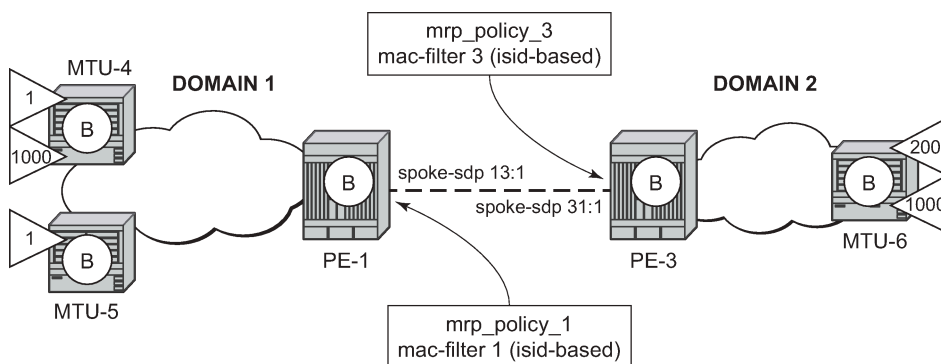 mrp_policy_3
mac-filter 3 (isid-based)
MTU-4
DOMAIN 1
DOMAIN 2
1
B
1000
200
B
1000
B
spoke-sdp 13:1
spoke-sdp 31:1
B
1
B
PE-1
PE-3
MTU-6
MTU-5
mrp_policy_1
mac-filter 1 (isid-based)